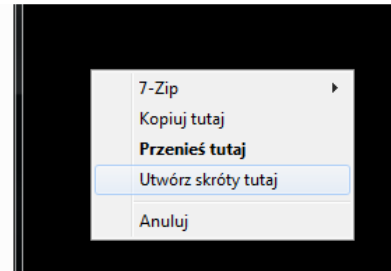 7-Zip
Kopiuj tutaj
Przenieś tutaj
Utwórz skróty tutaj
Anuluj